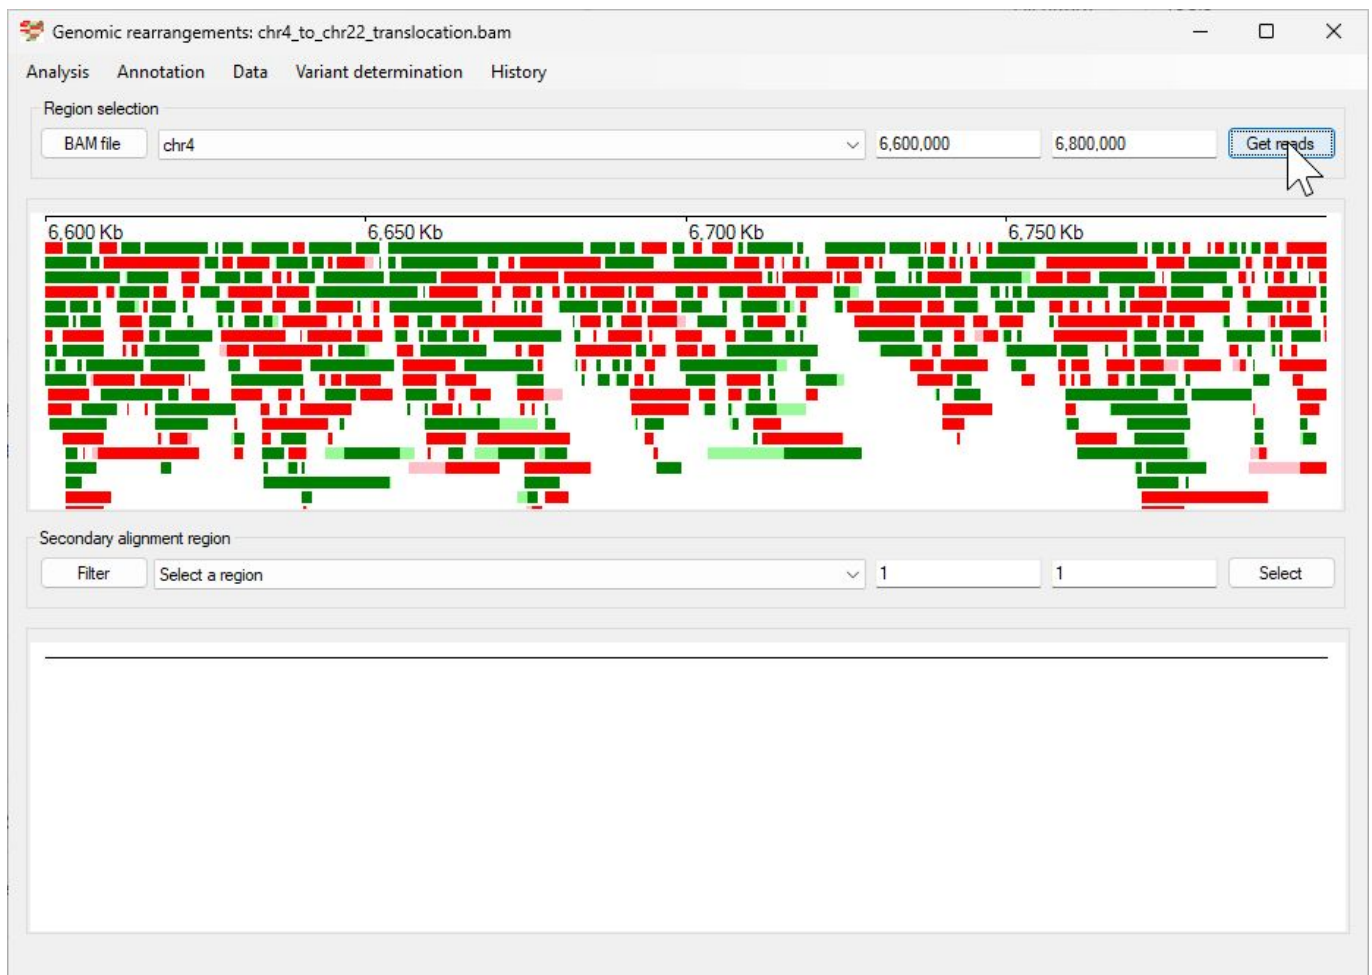 Genomic rearrangements: chr4_to_chr22_translocation.bam
Analysis Annotation Data Variant determination History
Region selection
BAM file chr4 6,600,000 6,800,000 Get reads
6,600 Kb 6,650 Kb 6,700 Kb 6,750 Kb
Secondary alignment region
Filter Select a region 1 1 Select